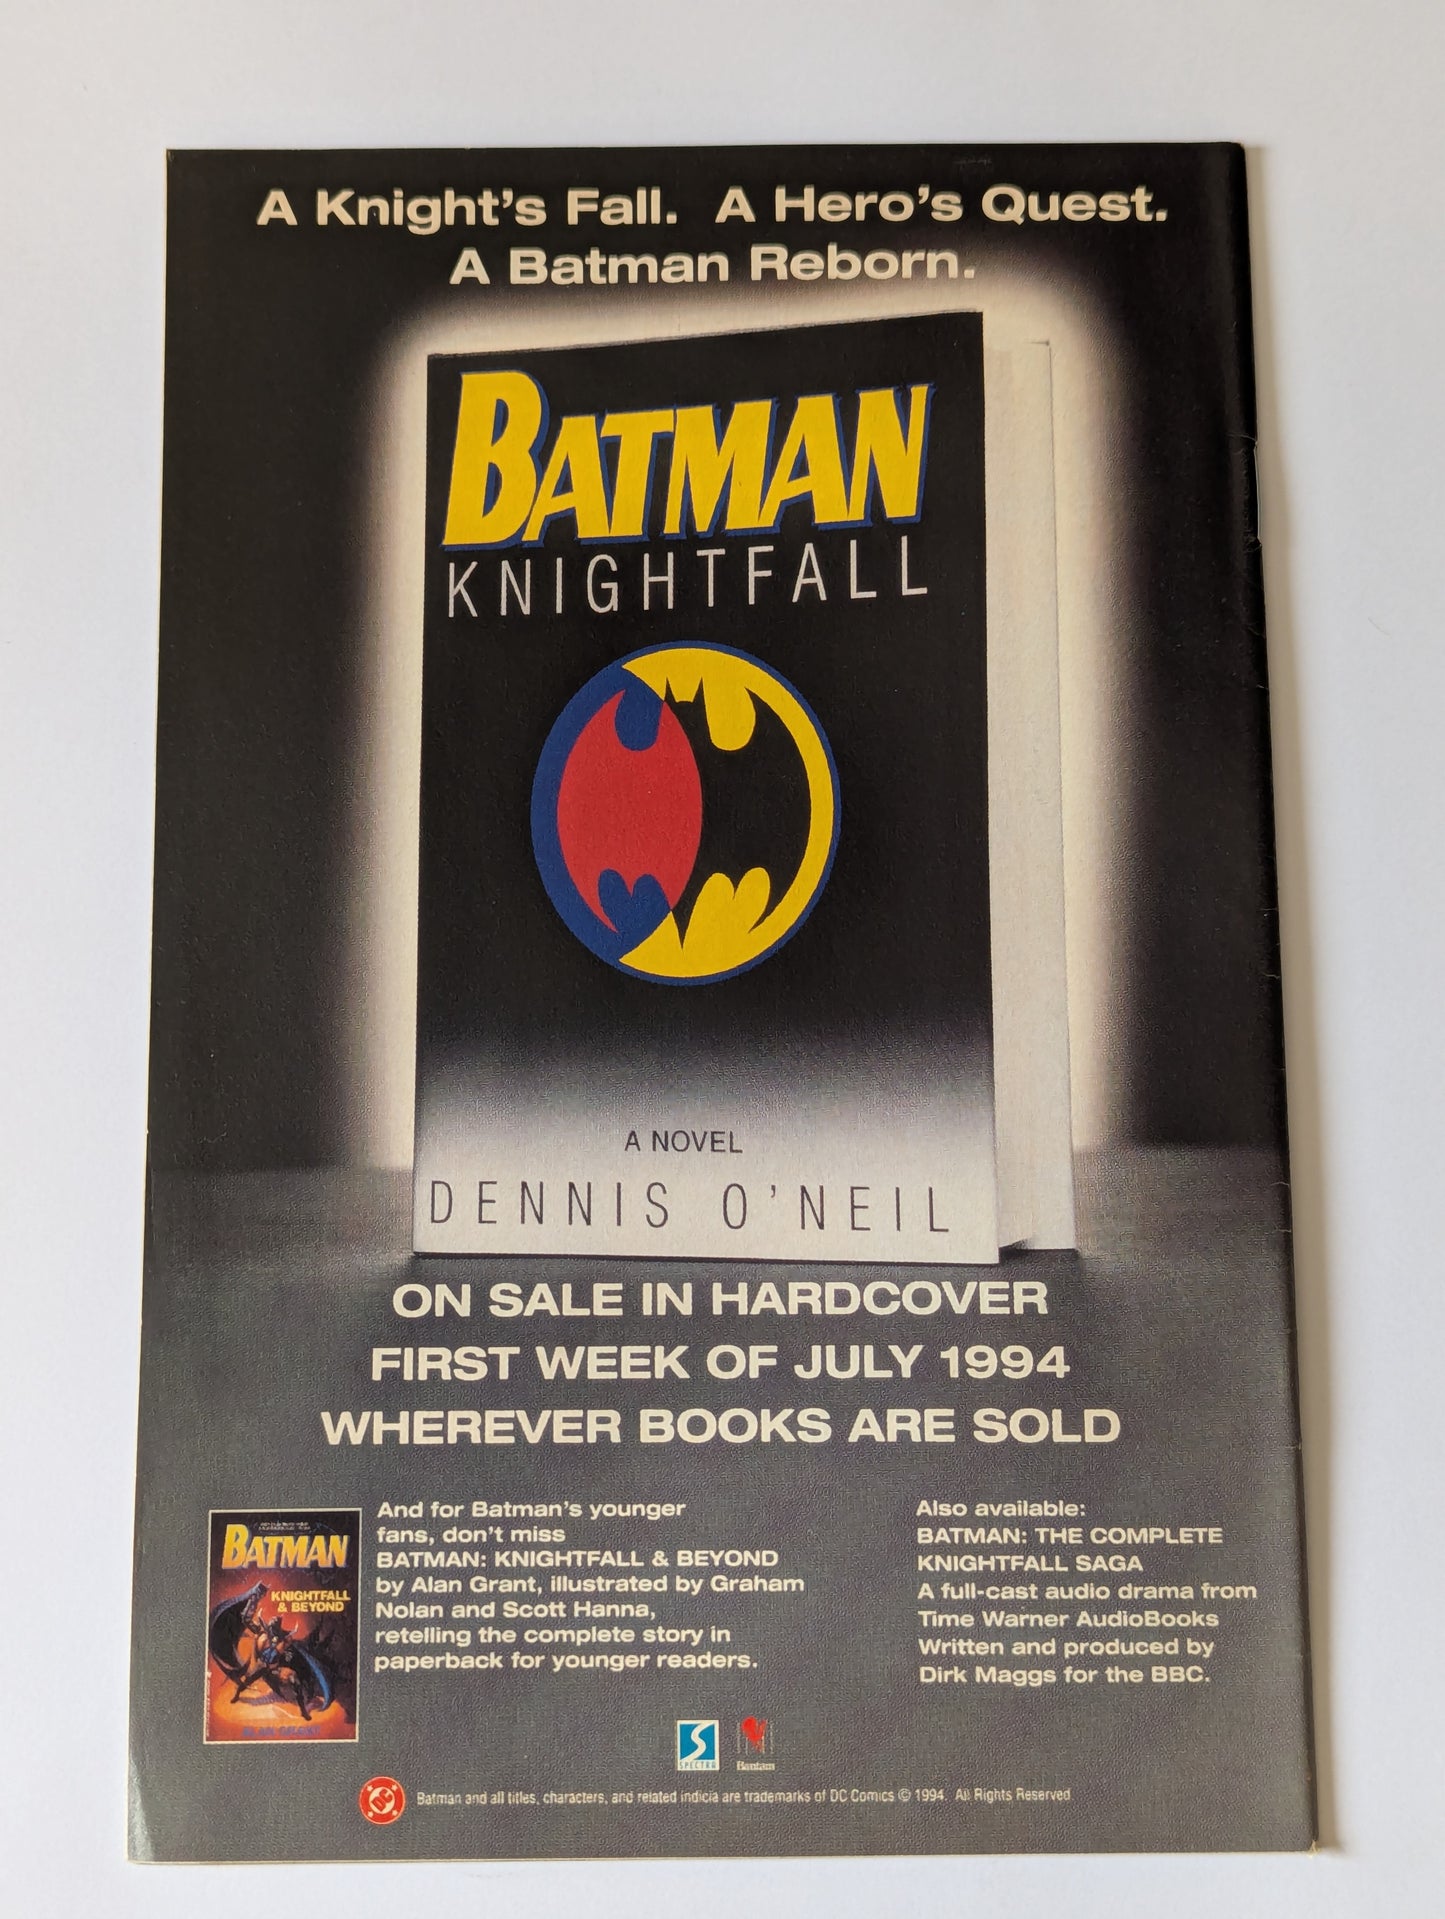 A Knight's Fall. A Hero's Quest.
A Batman Reborn.
BATMAN
KNIGHTFALL
A NOVEL
DENNIS O'NEIL
ON SALE IN HARDCOVER
FIRST WEEK OF JULY 1994
WHEREVER BOOKS ARE SOLD
BATMAN
KNIGHTFALL
& BEYOND
And for Batman's younger
fans, don't miss
BATMAN: KNIGHTFALL & BEYOND
by Alan Grant, illustrated by Graham
Nolan and Scott Hanna,
retelling the complete story in
paperback for younger readers.
Also available:
BATMAN: THE COMPLETE
KNIGHTFALL SAGA
A full-cast audio drama from
Time Warner AudioBooks
Written and produced by
Dirk Maggs for the BBC.
S
SPECTRA
Bantam
DC
Batman and all titles, characters, and related indicia are trademarks of DC Comics © 1994. All Rights Reserved